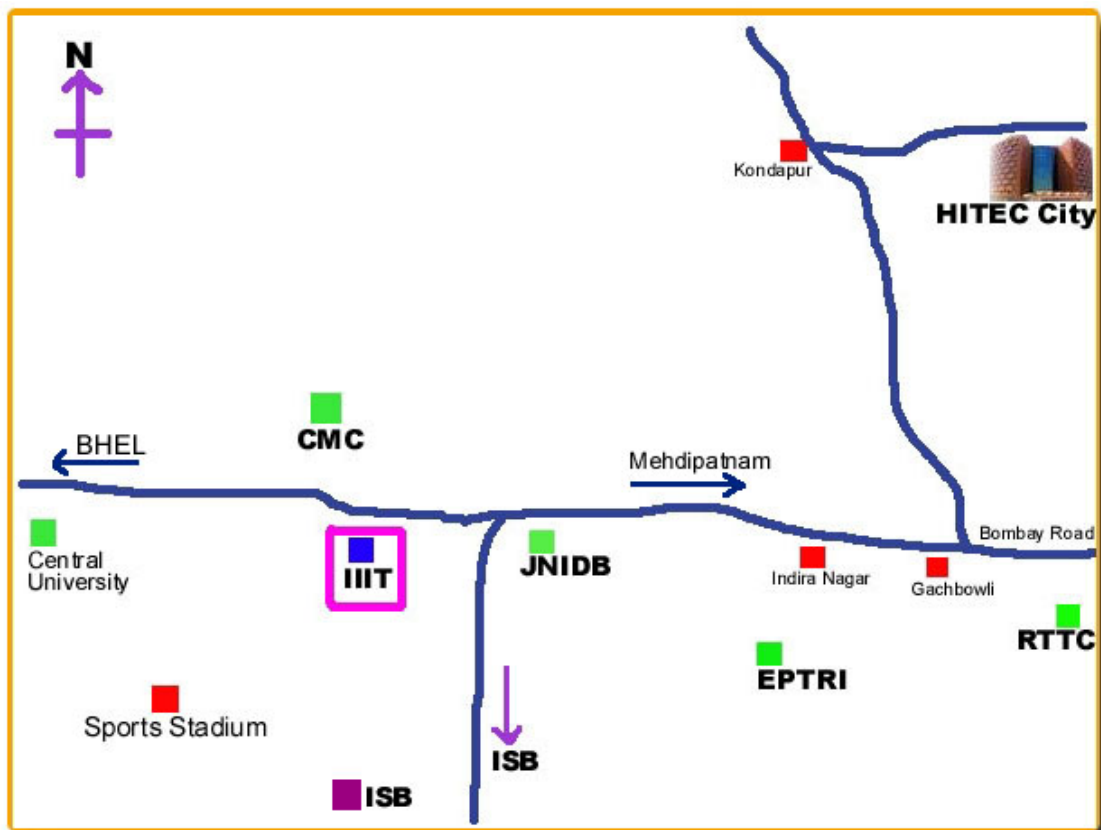 N
Kondapur
HITEC City
BHEL
CMC
Mehdipatnam
Bombay Road
Central
University
IIIT
JNIDB
Indira Nagar
Gachbowli
RTTC
EPTRI
Sports Stadium
ISB
ISB